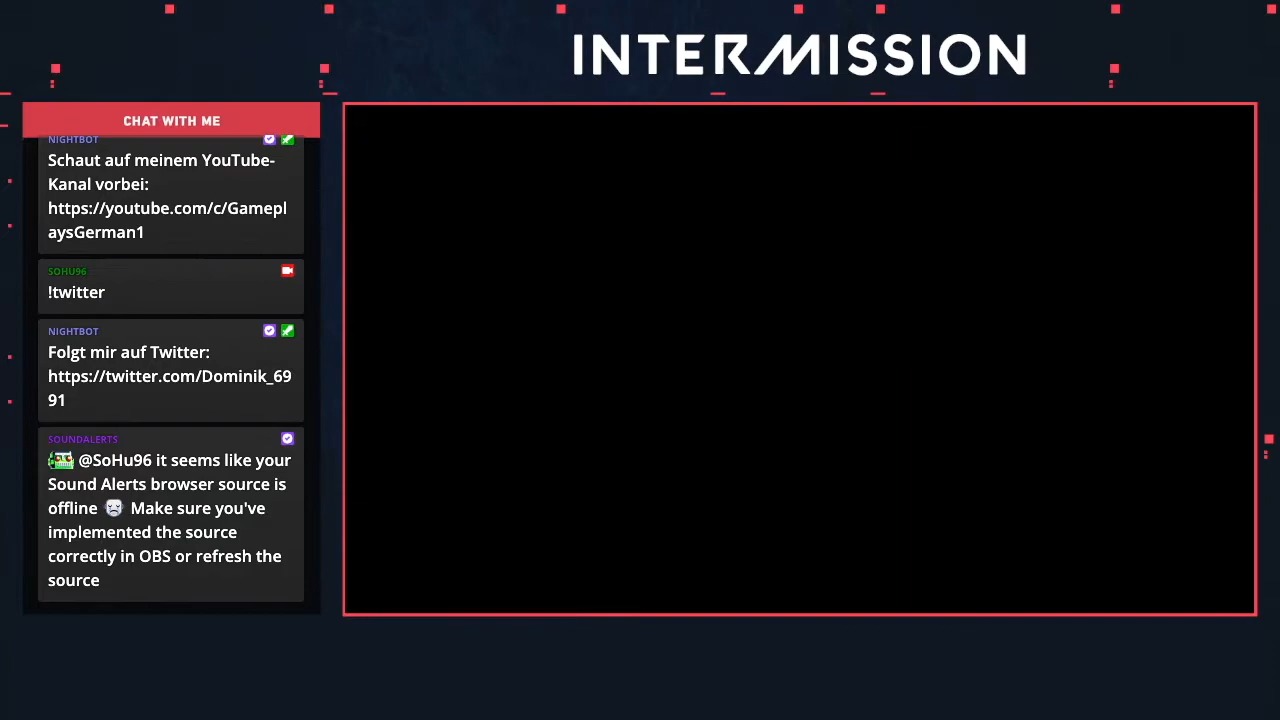 INTERMISSION
CHAT WITH ME
NIGHTBOT
Schaut auf meinem YouTube-
Kanal vorbei:
https://youtube.com/c/Gamepl
aysGerman1
SOHU96
!twitter
NIGHTBOT
Folgt mir auf Twitter:
https://twitter.com/Dominik_69
91
SOUNDALERTS
@SoHu96 it seems like your
Sound Alerts browser source is
offline Make sure you've
implemented the source
correctly in OBS or refresh the
source